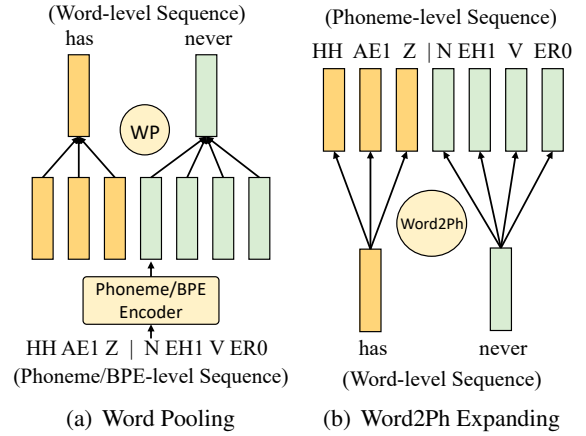 (Word-level Sequence)
has never
WP
Phoneme/BPE
Encoder
HH AE1 Z | N EH1 V ER0
(Phoneme/BPE-level Sequence)
(a) Word Pooling
(Phoneme-level Sequence)
HH AE1 Z | N EH1 V ER0
Word2Ph
has never
(Word-level Sequence)
(b) Word2Ph Expanding